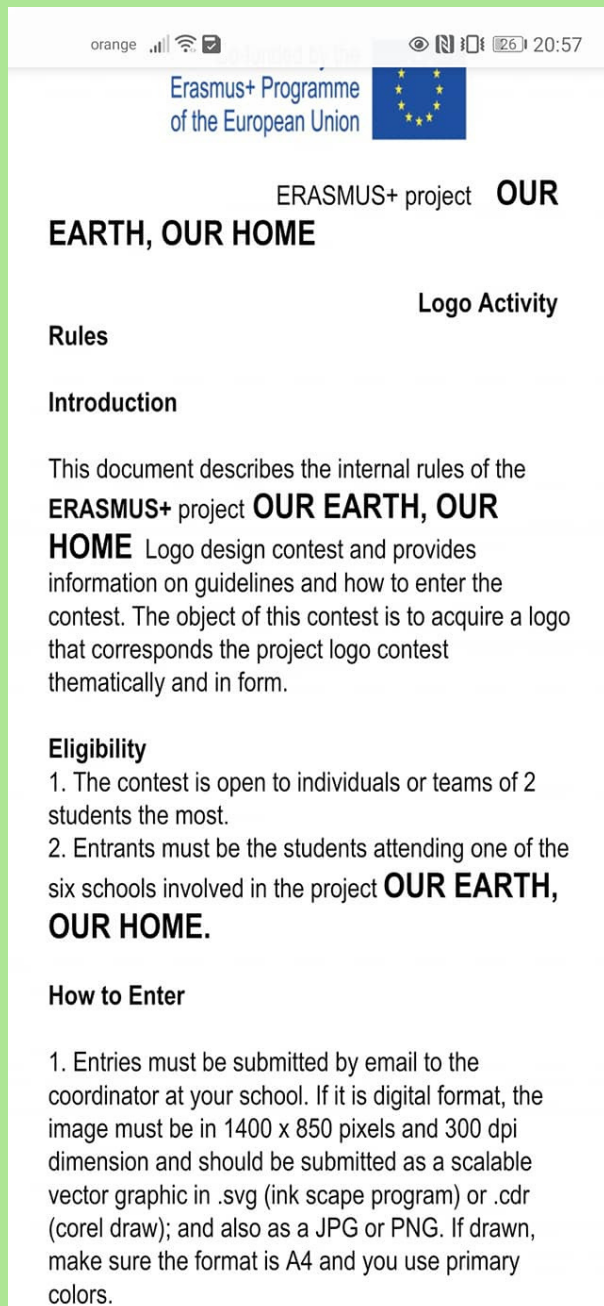 orange 26 20:57
Co-funded by the
Erasmus+ Programme
of the European Union
ERASMUS+ project OUR
EARTH, OUR HOME
Logo Activity
Rules
Introduction
This document describes the internal rules of the
ERASMUS+ project OUR EARTH, OUR
HOME Logo design contest and provides
information on guidelines and how to enter the
contest. The object of this contest is to acquire a logo
that corresponds the project logo contest
thematically and in form.
Eligibility
1. The contest is open to individuals or teams of 2
students the most.
2. Entrants must be the students attending one of the
six schools involved in the project OUR EARTH,
OUR HOME.
How to Enter
1. Entries must be submitted by email to the
coordinator at your school. If it is digital format, the
image must be in 1400 x 850 pixels and 300 dpi
dimension and should be submitted as a scalable
vector graphic in .svg (ink scape program) or .cdr
(corel draw); and also as a JPG or PNG. If drawn,
make sure the format is A4 and you use primary
colors.